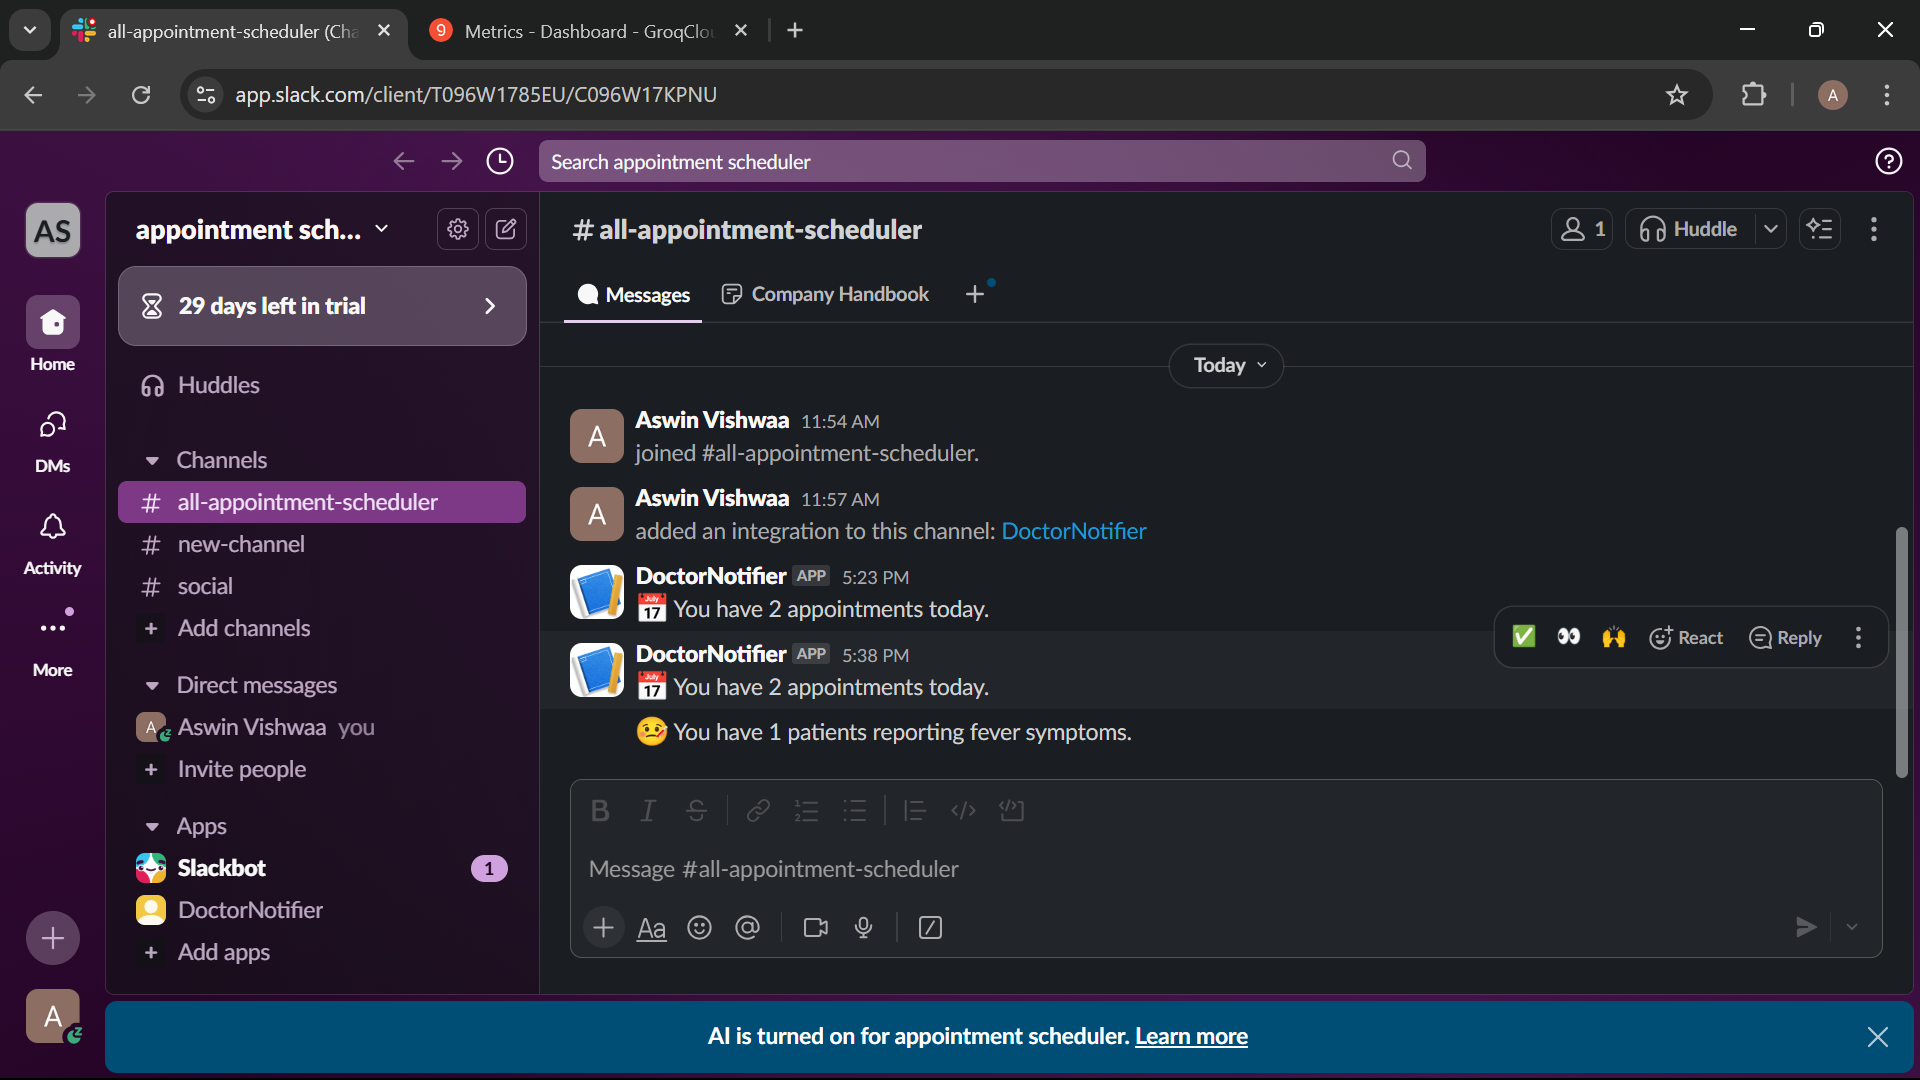 all-appointment-scheduler (Cha
9
Metrics - Dashboard - GroqClou
app.slack.com/client/T096W1785EU/C096W17KPNU
A
Search appointment scheduler
AS
appointment sch...
29 days left in trial
Home
DMs
Activity
More
A
Huddles
Channels
# all-appointment-scheduler
# new-channel
# social
+ Add channels
Direct messages
A Aswin Vishwaa you
+ Invite people
Apps
Slackbot 1
DoctorNotifier
+ Add apps
# all-appointment-scheduler
1
Huddle
Messages
Company Handbook
Today
A
Aswin Vishwaa 11:54 AM
joined #all-appointment-scheduler.
A
Aswin Vishwaa 11:57 AM
added an integration to this channel: DoctorNotifier
DoctorNotifier APP 5:23 PM
📅 You have 2 appointments today.
DoctorNotifier APP 5:38 PM
📅 You have 2 appointments today.
React
Reply
🤒 You have 1 patients reporting fever symptoms.
B I S
Message #all-appointment-scheduler
+ Aa @
AI is turned on for appointment scheduler. Learn more